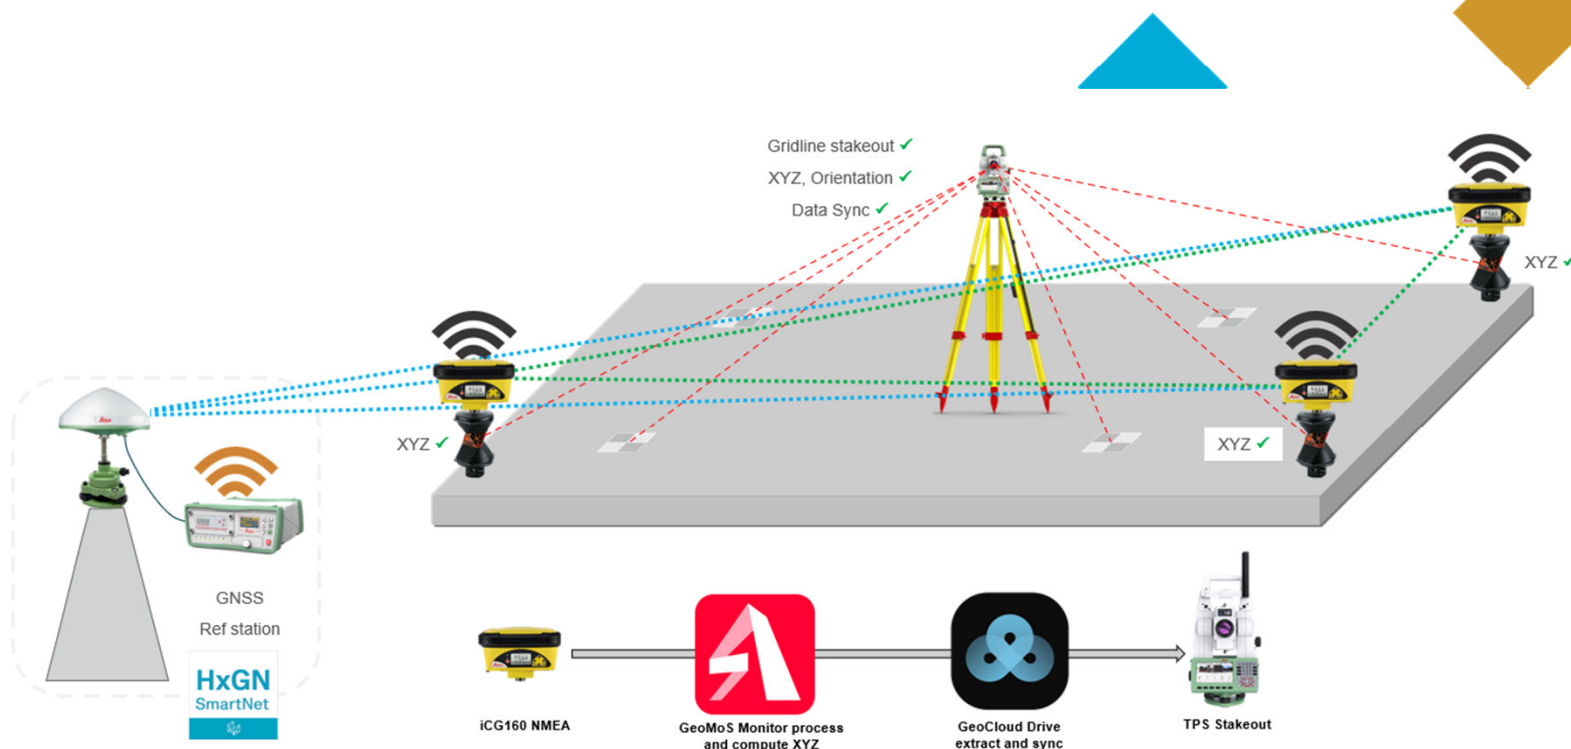 Gridline stakeout ✓
XYZ, Orientation ✓
Data Sync ✓
XYZ ✓
XYZ ✓
XYZ ✓
GNSS
Ref station
HxGN
SmartNet
iCG160 NMEA
GeoMoS Monitor process
and compute XYZ
GeoCloud Drive
extract and sync
TPS Stakeout